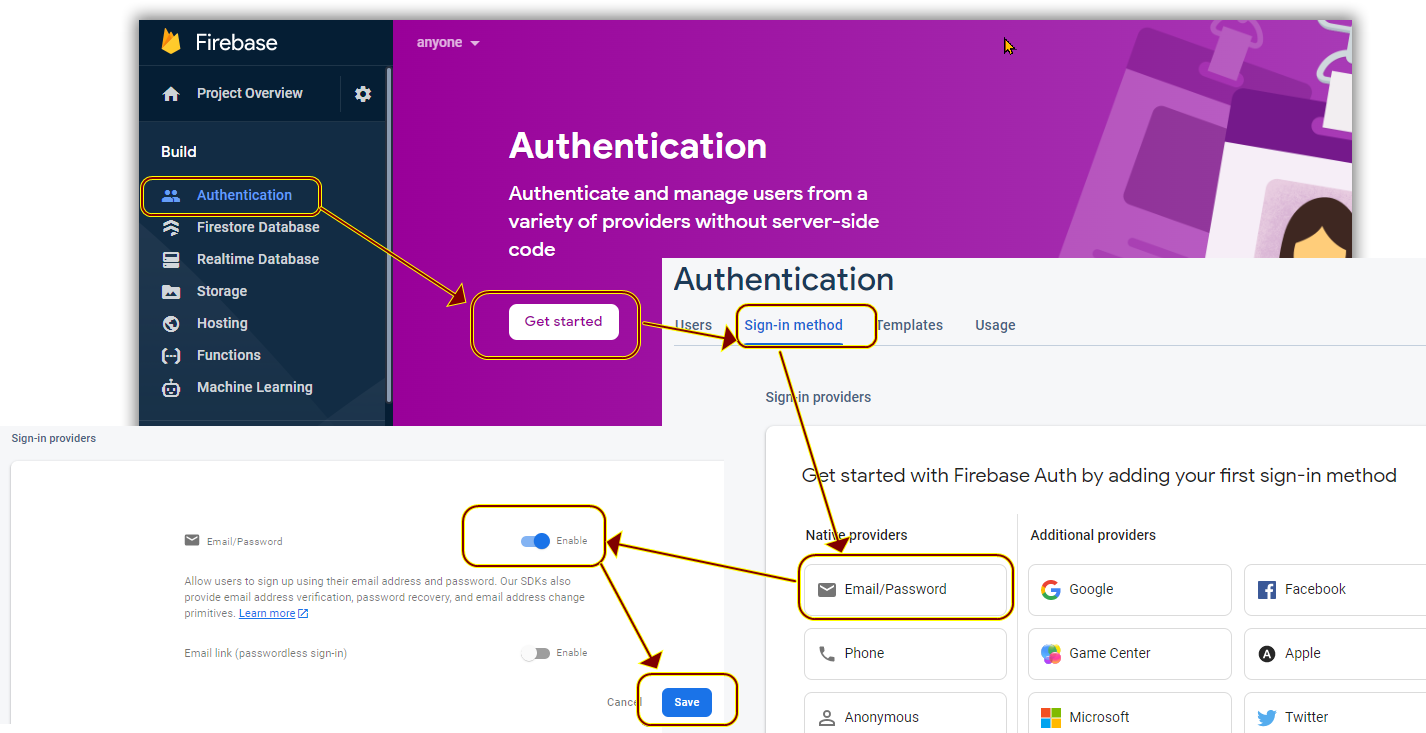 Firebase
anyone
Project Overview
Build
Authentication
Firestore Database
Realtime Database
Storage
Hosting
Functions
Machine Learning
Authentication
Authenticate and manage users from a
variety of providers without server-side
code
Get started
Authentication
Users Sign-in method Templates Usage
Sign-in providers
Get started with Firebase Auth by adding your first sign-in method
Native providers Additional providers
Email/Password Google Facebook
Phone Game Center Apple
Anonymous Microsoft Twitter
Sign-in providers
Email/Password Enable
Allow users to sign up using their email address and password. Our SDKs also
provide email address verification, password recovery, and email address change
primitives. Learn more
Email link (passwordless sign-in) Enable
Cancel Save